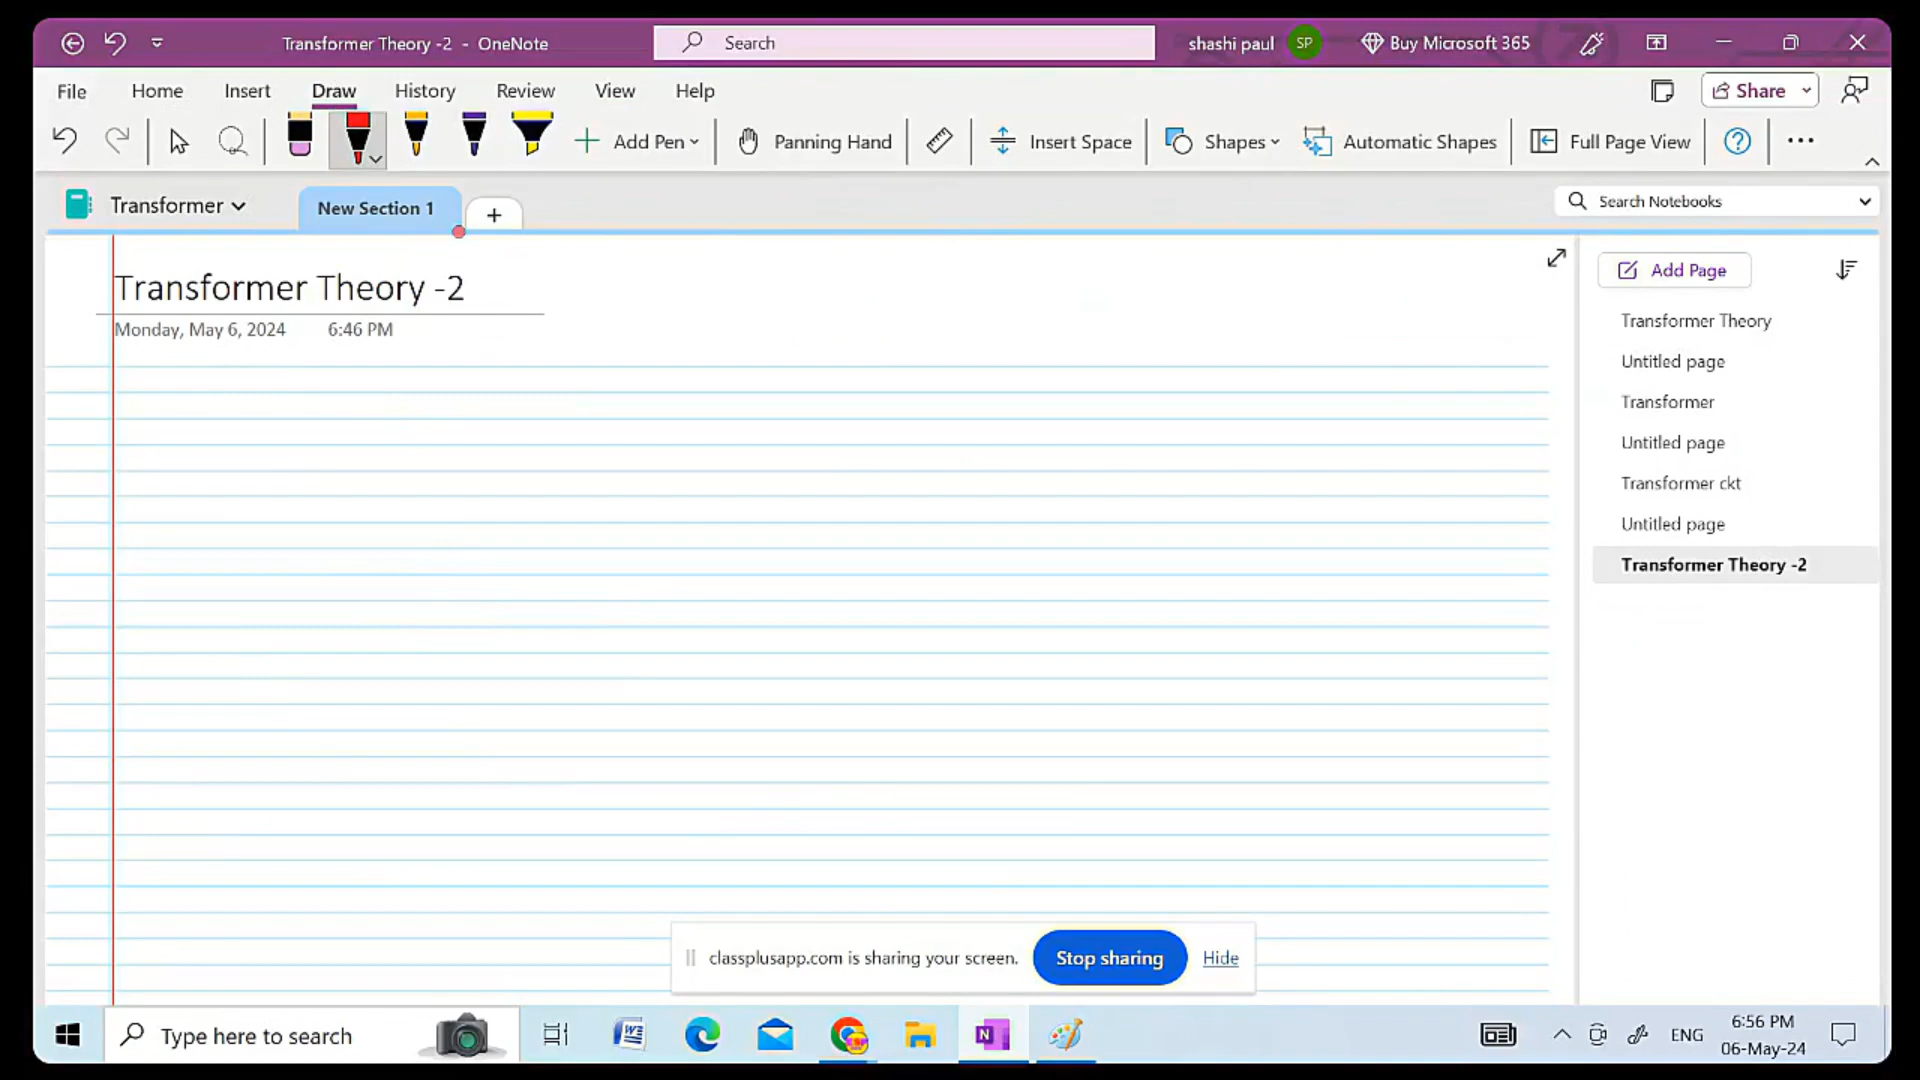 Transformer Theory -2 - OneNote
Search
shashi paul
SP
Buy Microsoft 365
File
Home
Insert
Draw
History
Review
View
Help
Share
Add Pen
Panning Hand
Insert Space
Shapes
Automatic Shapes
Full Page View
Transformer
New Section 1
Search Notebooks
Transformer Theory -2
Monday, May 6, 2024
6:46 PM
Add Page
Transformer Theory
Untitled page
Transformer
Untitled page
Transformer ckt
Untitled page
Transformer Theory -2
classplusapp.com is sharing your screen.
Stop sharing
Hide
Type here to search
ENG
6:56 PM
06-May-24